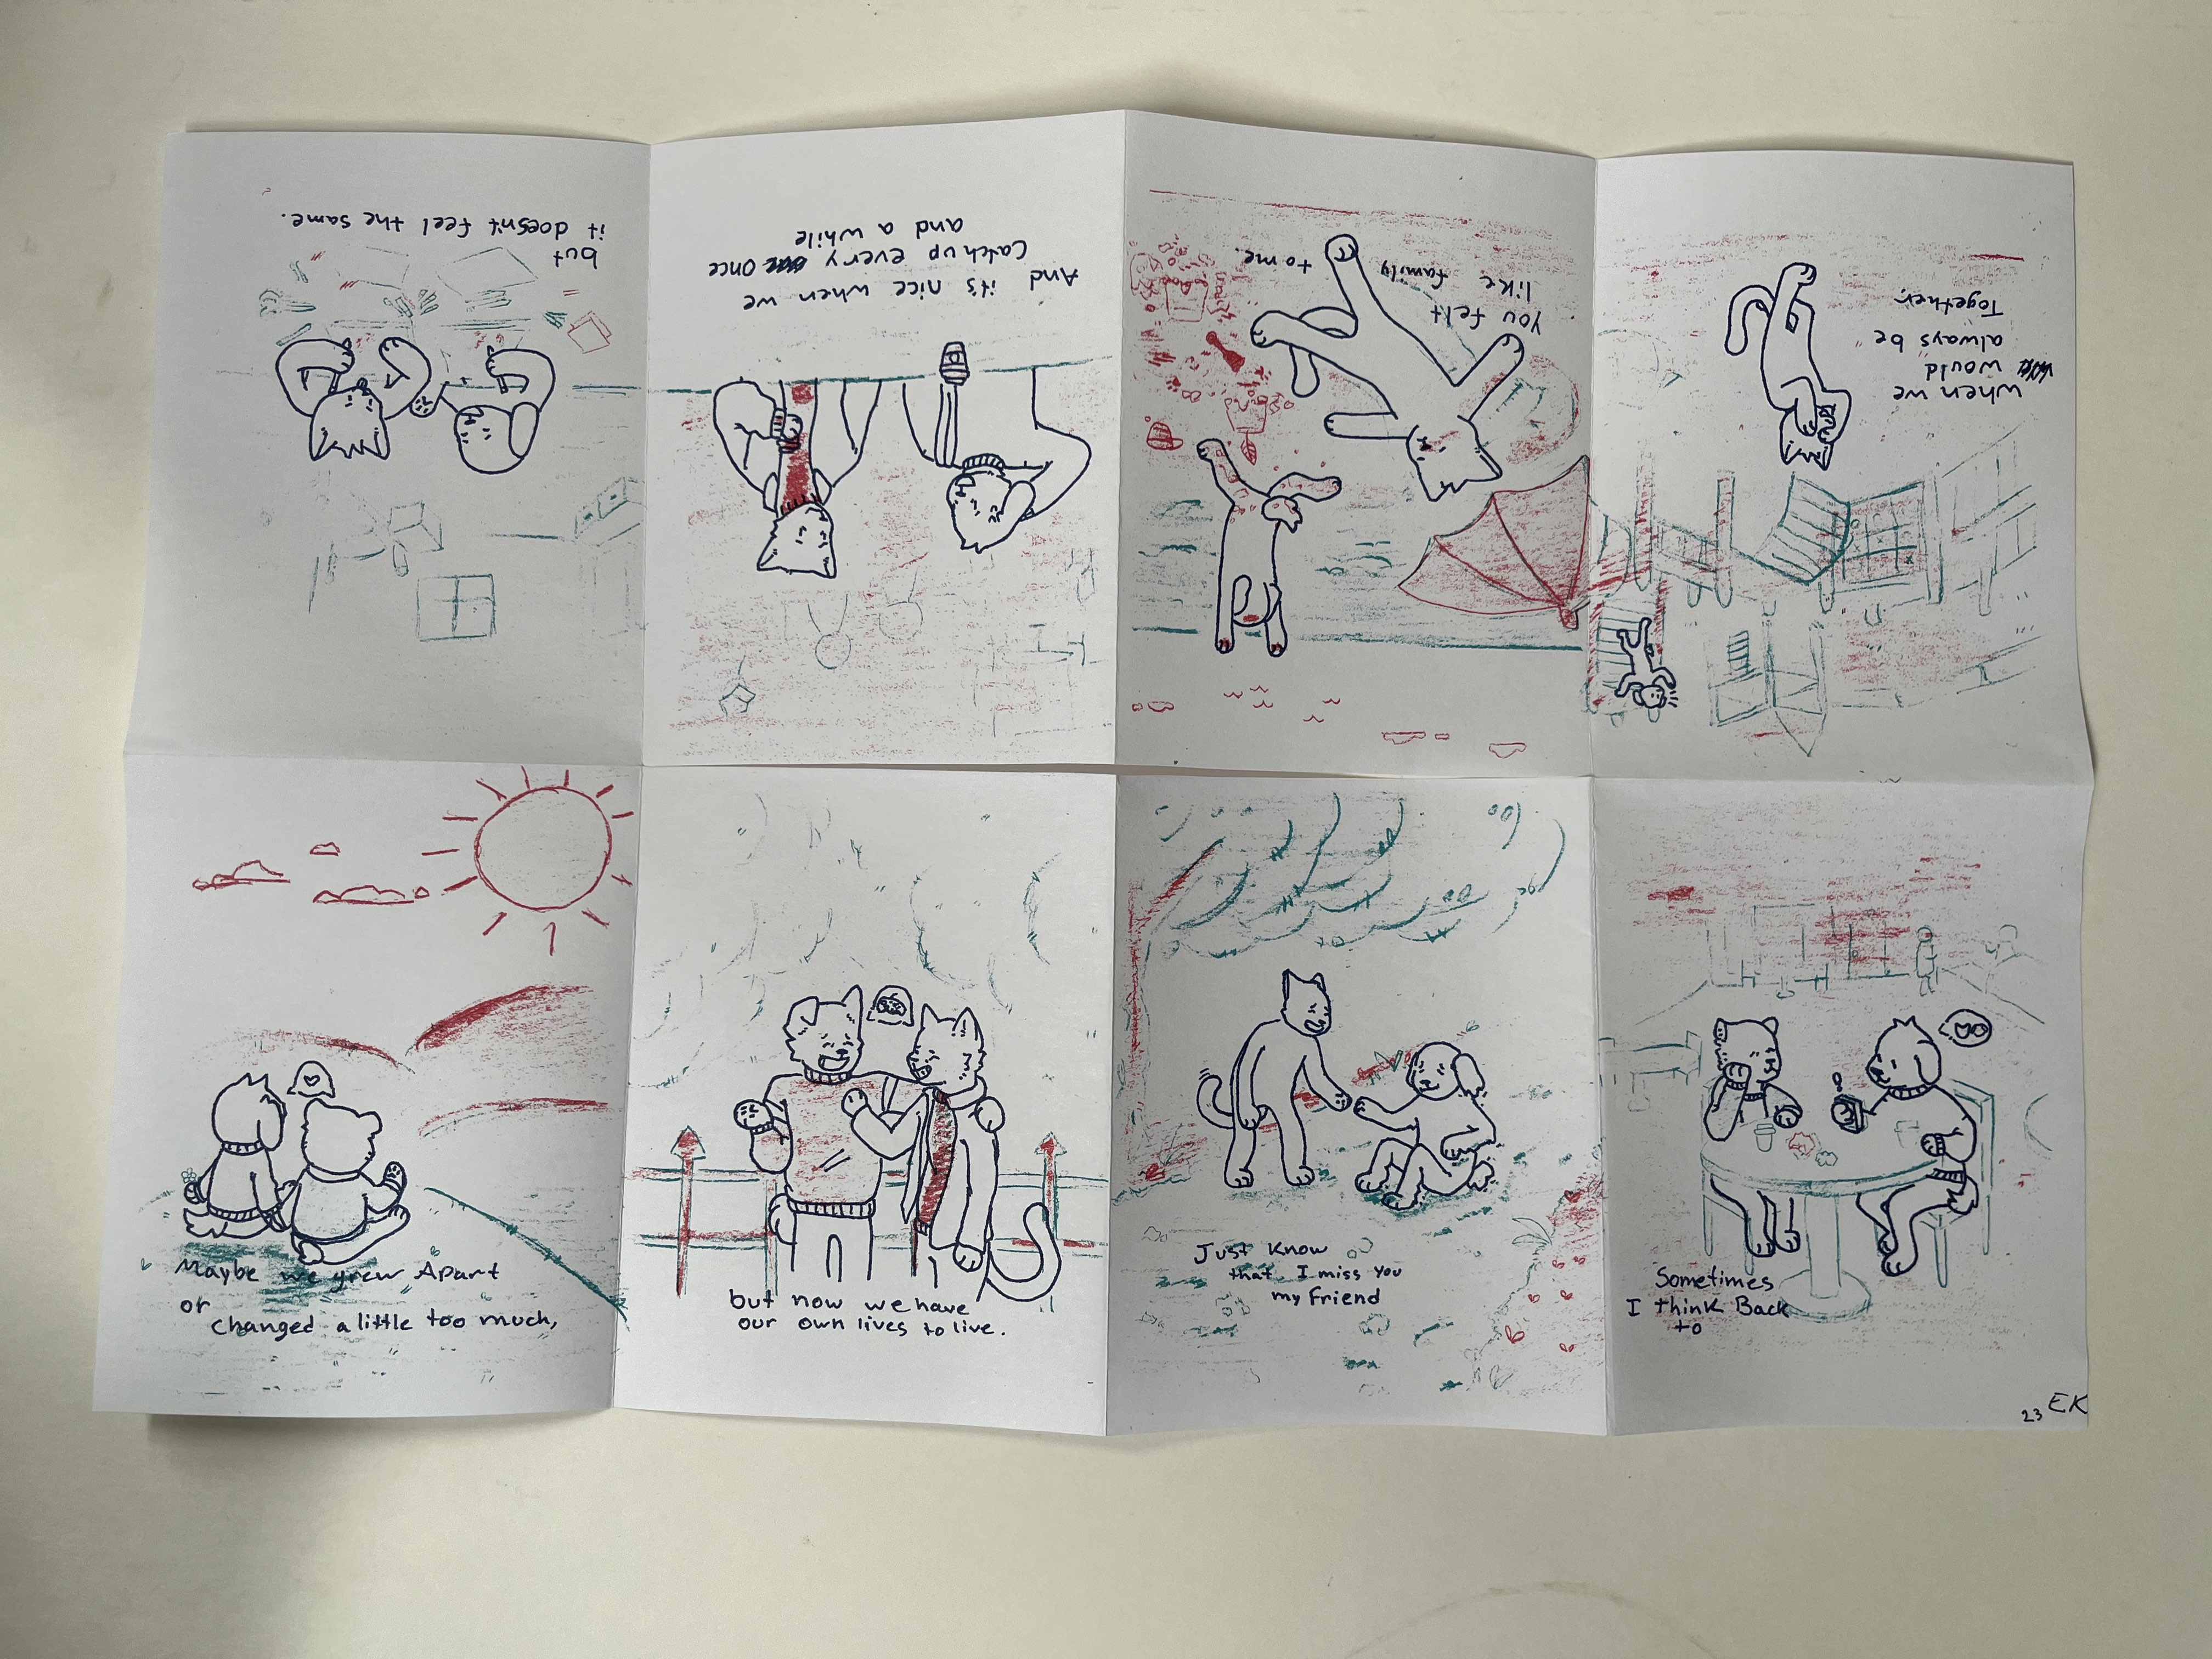 Sometimes
I think Back
to
when we
would
always be
Together.
you felt
like family
to me.
And it's nice when we
Catch up every once
and a while
but
it doesn't feel the same.
Maybe we grew Apart
or
changed a little too much,
but now we have
our own lives to live.
Just Know
that I miss you
my Friend
23 EK